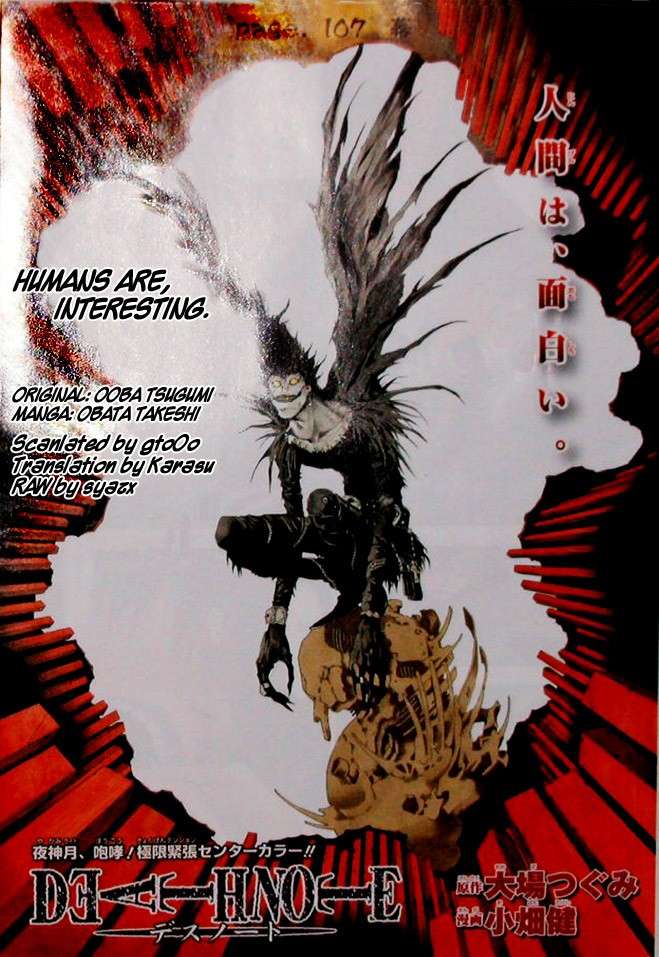 page. 107 幕
人間は、面白い。
HUMANS ARE,
INTERESTING.
ORIGINAL: OOBA TSUGUMI
MANGA: OBATA TAKESHI
Scanlated by gto0o
Translation by Karasu
RAW by syatx
夜神月、咆哮！極限緊張センターカラー!!
DEATHNOTE
デスノート
原作 大場つぐみ
漫画 小畑健